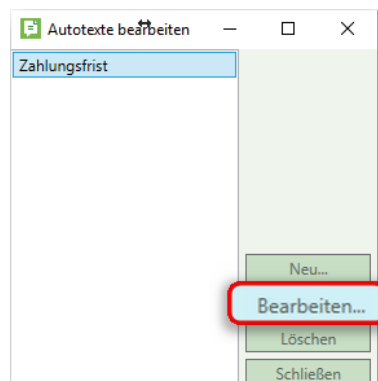 Autotexte bearbeiten
Zahlungsfrist
Neu...
Bearbeiten...
Löschen
Schließen